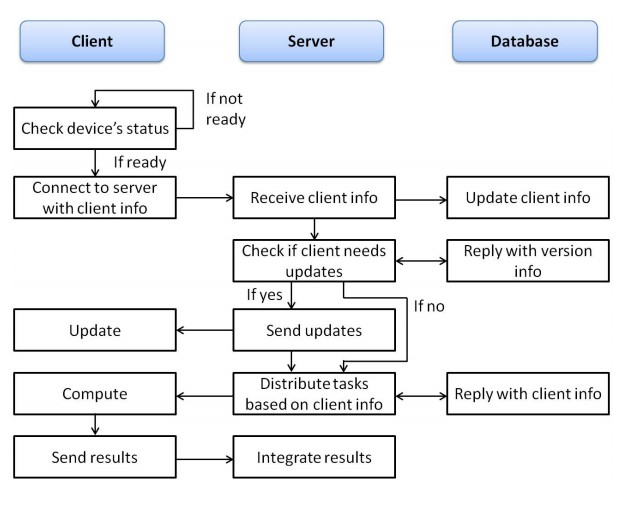 Client
Server
Database
If not
ready
Check device's status
If ready
Connect to server
with client info
Receive client info
Update client info
Check if client needs
updates
Reply with version
info
If yes
If no
Update
Send updates
Compute
Distribute tasks
based on client info
Reply with client info
Send results
Integrate results